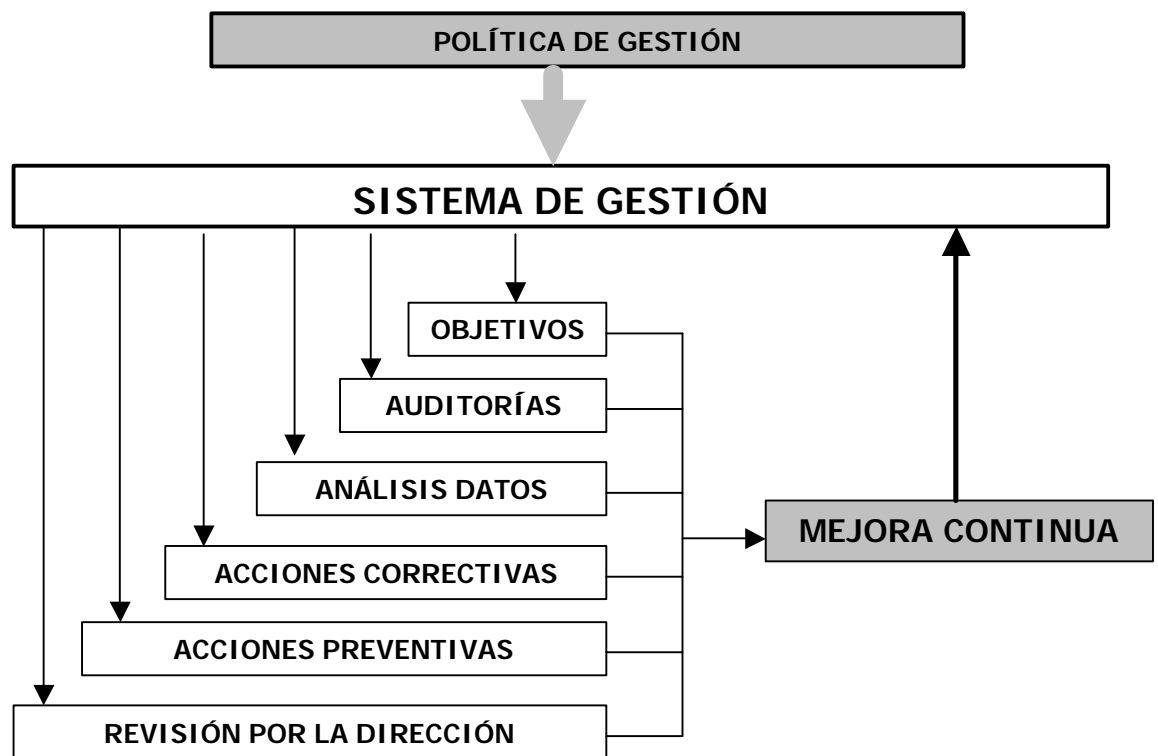 POLÍTICA DE GESTIÓN
SISTEMA DE GESTIÓN
OBJETIVOS
AUDITORÍAS
ANÁLISIS DATOS
MEJORA CONTINUA
ACCIONES CORRECTIVAS
ACCIONES PREVENTIVAS
REVISIÓN POR LA DIRECCIÓN